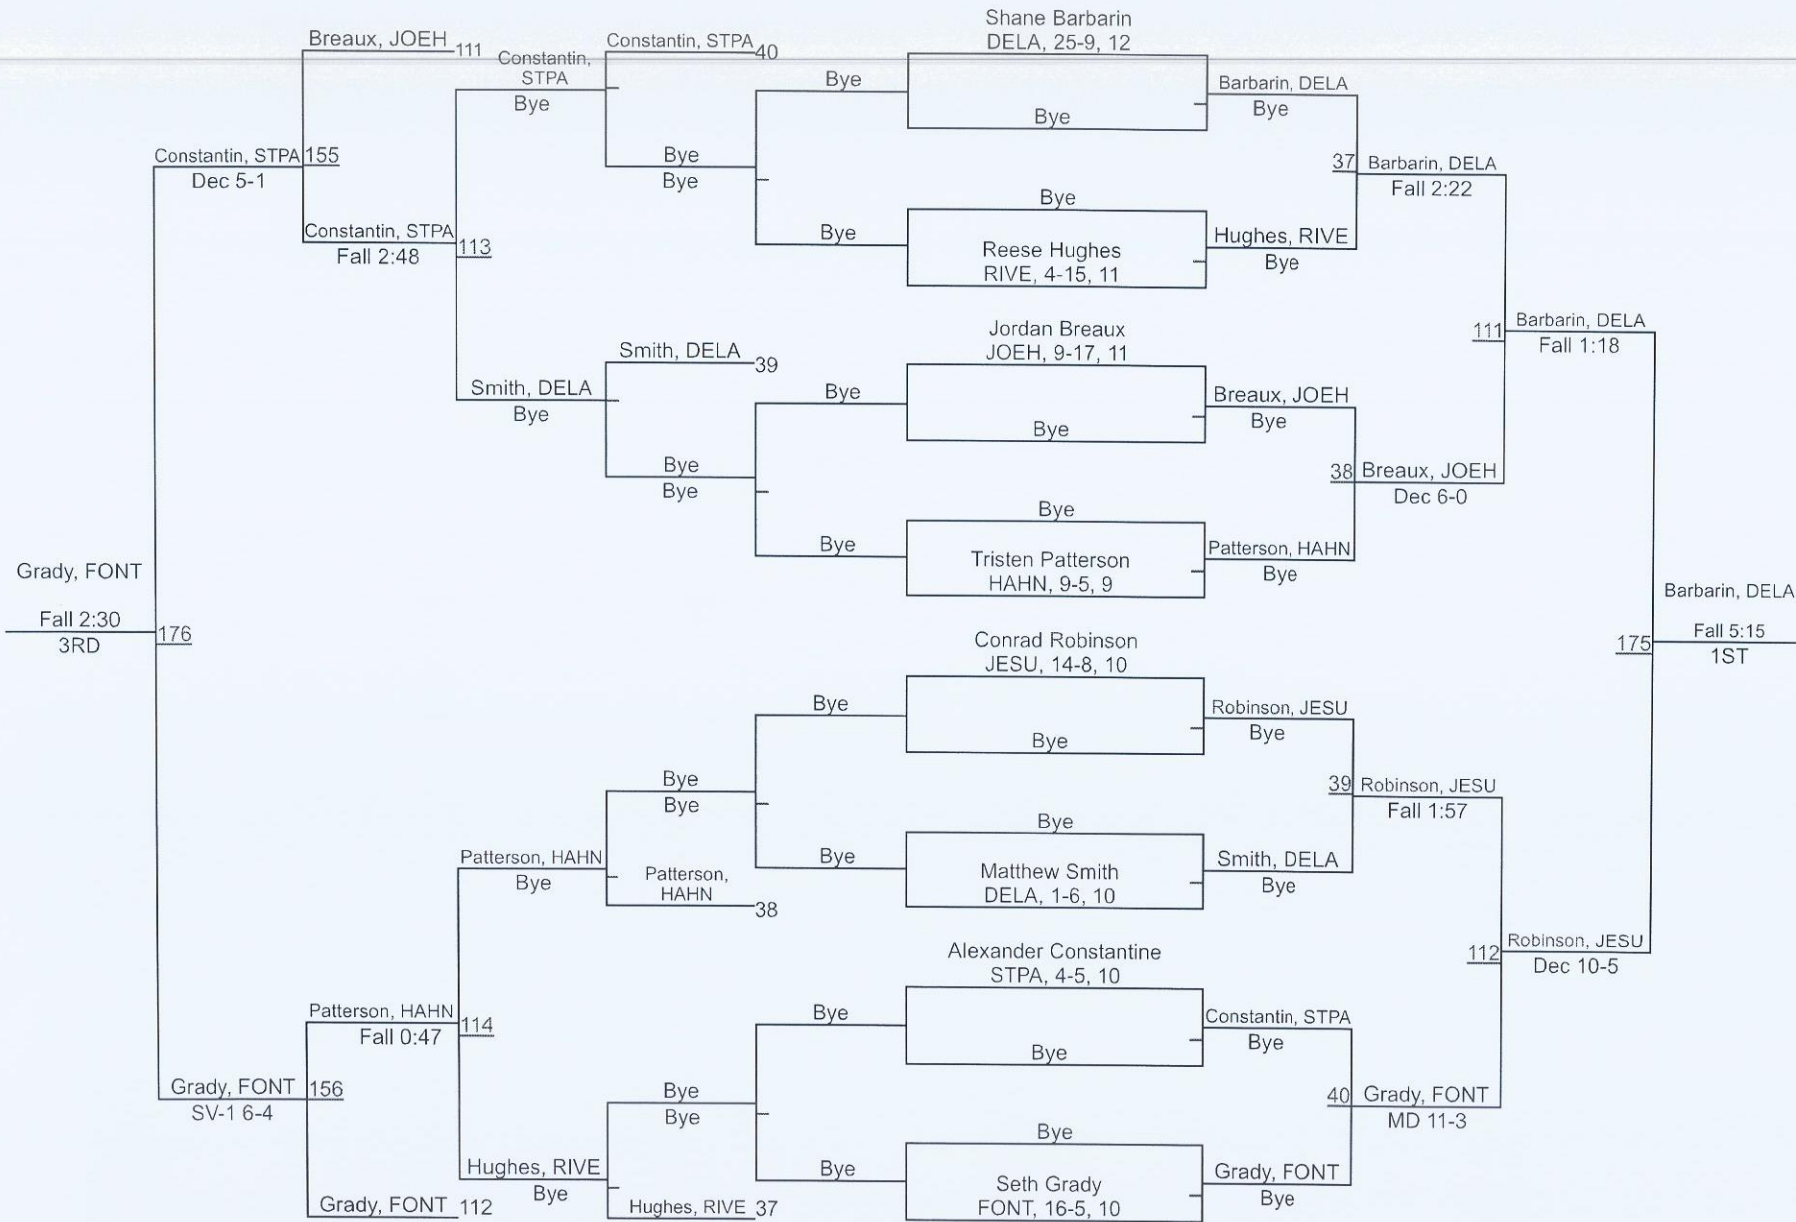 Shane Barbarin
DELA, 25-9, 12
Bye
Bye
Reese Hughes
RIVE, 4-15, 11
Jordan Breaux
JOEH, 9-17, 11
Bye
Bye
Tristen Patterson
HAHN, 9-5, 9
Conrad Robinson
JESU, 14-8, 10
Bye
Bye
Matthew Smith
DELA, 1-6, 10
Alexander Constantine
STPA, 4-5, 10
Bye
Bye
Seth Grady
FONT, 16-5, 10
Barbarin, DELA
Bye
Hughes, RIVE
Bye
Breaux, JOEH
Bye
Patterson, HAHN
Bye
Robinson, JESU
Bye
Smith, DELA
Bye
Constantin, STPA
Bye
Grady, FONT
Bye
37
Barbarin, DELA
Fall 2:22
38
Breaux, JOEH
Dec 6-0
39
Robinson, JESU
Fall 1:57
40
Grady, FONT
MD 11-3
111
Barbarin, DELA
Fall 1:18
112
Robinson, JESU
Dec 10-5
175
Barbarin, DELA
Fall 5:15
1ST
Bye
Bye
Bye
Bye
Bye
Bye
Bye
Bye
Constantin, STPA
40
Bye
Bye
Smith, DELA
39
Bye
Bye
Bye
Bye
Patterson,
HAHN
38
Bye
Bye
Hughes, RIVE
37
Constantin,
STPA
Bye
Smith, DELA
Bye
Patterson, HAHN
Bye
Hughes, RIVE
Bye
Breaux, JOEH
111
Constantin, STPA
Fall 2:48
113
Patterson, HAHN
Fall 0:47
114
Grady, FONT
112
Constantin, STPA
Dec 5-1
155
Grady, FONT
SV-1 6-4
156
Grady, FONT
Fall 2:30
3RD
176